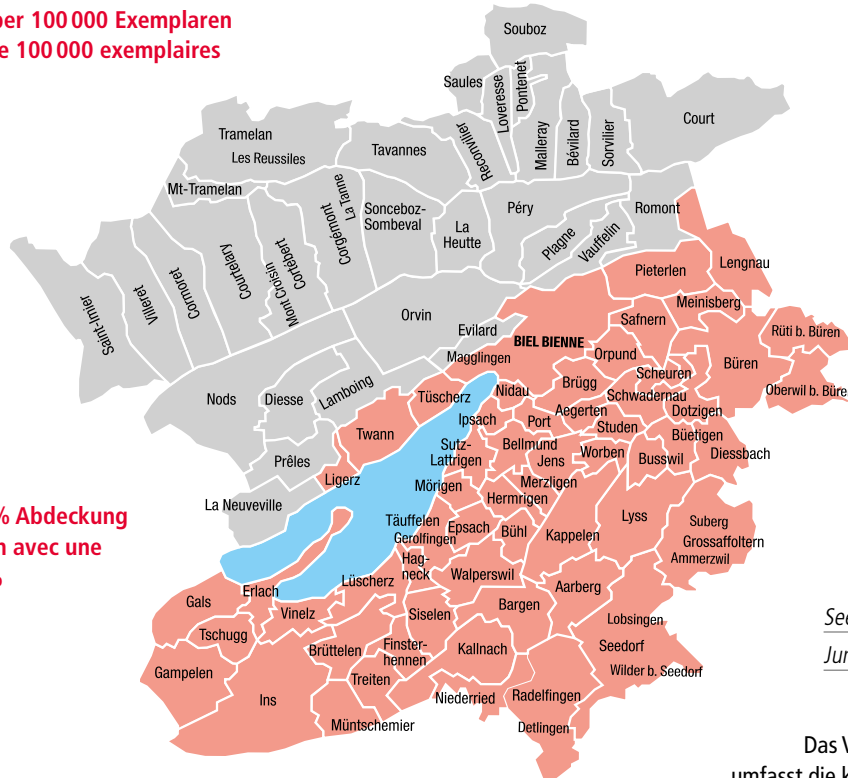 ber 100 000 Exemplaren
e 100 000 exemplaires
Souboz
Saules
Loveresse
Pontenet
Court
Tramelan
Les Reussiles
Tavannes
Reconvilier
Malleray
Bévilard
Sorvilier
Mt-Tramelan
La Tanne
Corgémont
Sonceboz-
Sombeval
La
Heutte
Péry
Plagne
Vauffelin
Romont
Saint-Imier
Villeret
Cormoret
Courtelary
Mont Croisin
Cortébert
Orvin
Evilard
Magglingen
BIEL BIENNE
Pieterlen
Lengnau
Meinisberg
Safnern
Orpund
Rüti b. Büren
Büren
Oberwil b. Büre
Scheuren
Schwadernau
Dotzigen
Brügg
Aegerten
Studen
Nods
Diesse
Lamboing
Tüscherz
Nidau
Ipsach
Port
Twann
Sutz-
Lattrigen
Bellmund
Jens
Worben
Busswil
Büetigen
Diessbach
Prêles
Ligerz
Mörigen
Merzligen
Hermrigen
La Neuveville
% Abdeckung
n avec une
Täuffelen
Gerolfingen
Epsach
Bühl
Kappelen
Lyss
Suberg
Grossaffoltern
Ammerzwil
Hag-
neck
Walperswil
Aarberg
Erlach
Lüscherz
Gals
Vinelz
Siselen
Bargen
Lobsingen
Tschugg
Brüttelen
Finster-
hennen
Kallnach
Seedorf
Wilder b. Seedorf
Gampelen
Ins
Treiten
Niederried
Radelfingen
Müntschemier
Detlingen
See
Jur
Das V
umfasst die K